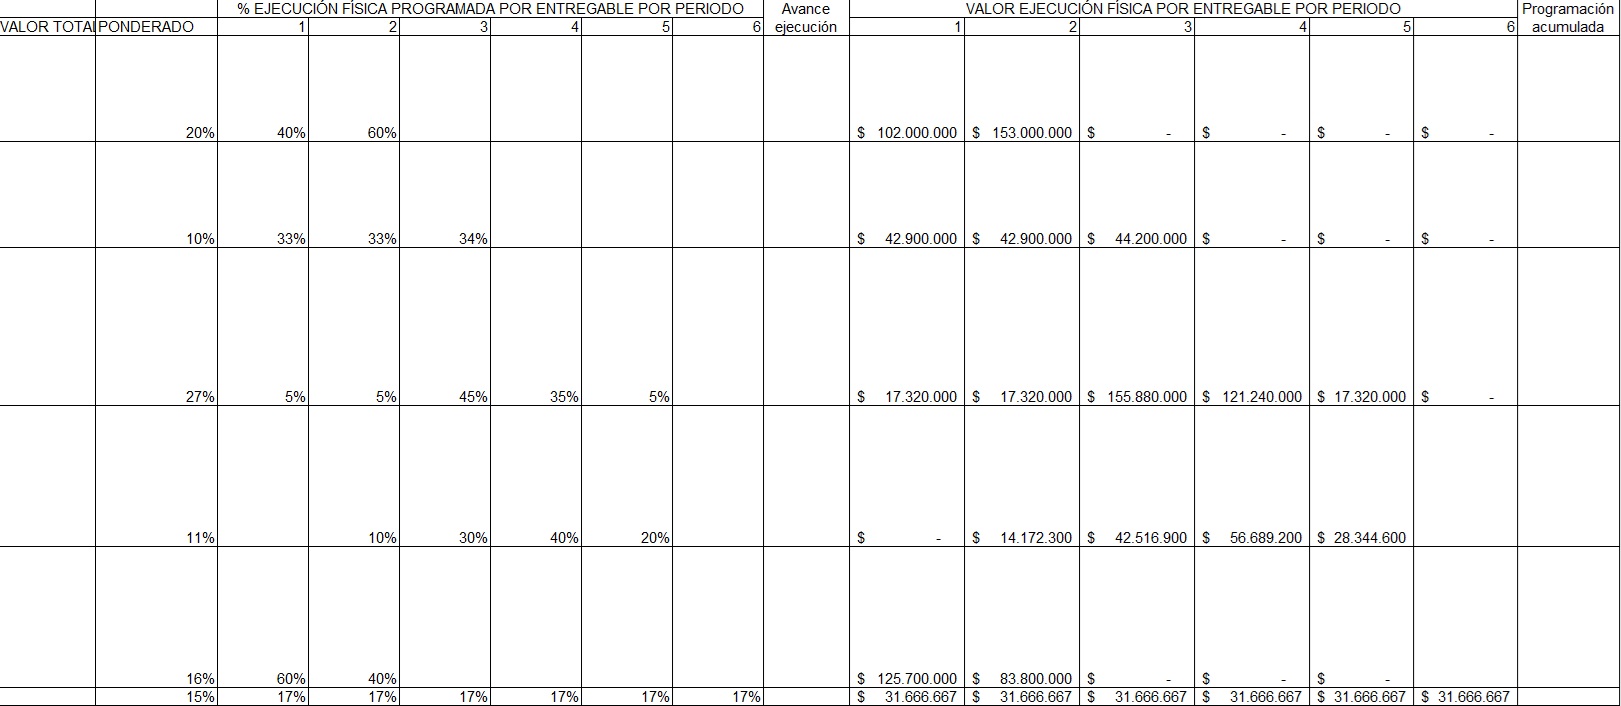 % EJECUCIÓN FÍSICA PROGRAMADA POR ENTREGABLE POR PERIODO Avance VALOR EJECUCIÓN FÍSICA POR ENTREGABLE POR PERIODO Programación
VALOR TOTAL PONDERADO 1 2 3 4 5 6 ejecución 1 2 3 4 5 6 acumulada
20% 40% 60% $ 102.000.000 $ 153.000.000 $ - $ - $ - $ -
10% 33% 33% 34% $ 42.900.000 $ 42.900.000 $ 44.200.000 $ - $ - $ -
27% 5% 5% 45% 35% 5% $ 17.320.000 $ 17.320.000 $ 155.880.000 $ 121.240.000 $ 17.320.000 $ -
11% 10% 30% 40% 20% $ - $ 14.172.300 $ 42.516.900 $ 56.689.200 $ 28.344.600
16% 60% 40% $ 125.700.000 $ 83.800.000 $ - $ - $ -
15% 17% 17% 17% 17% 17% 17% $ 31.666.667 $ 31.666.667 $ 31.666.667 $ 31.666.667 $ 31.666.667 $ 31.666.667